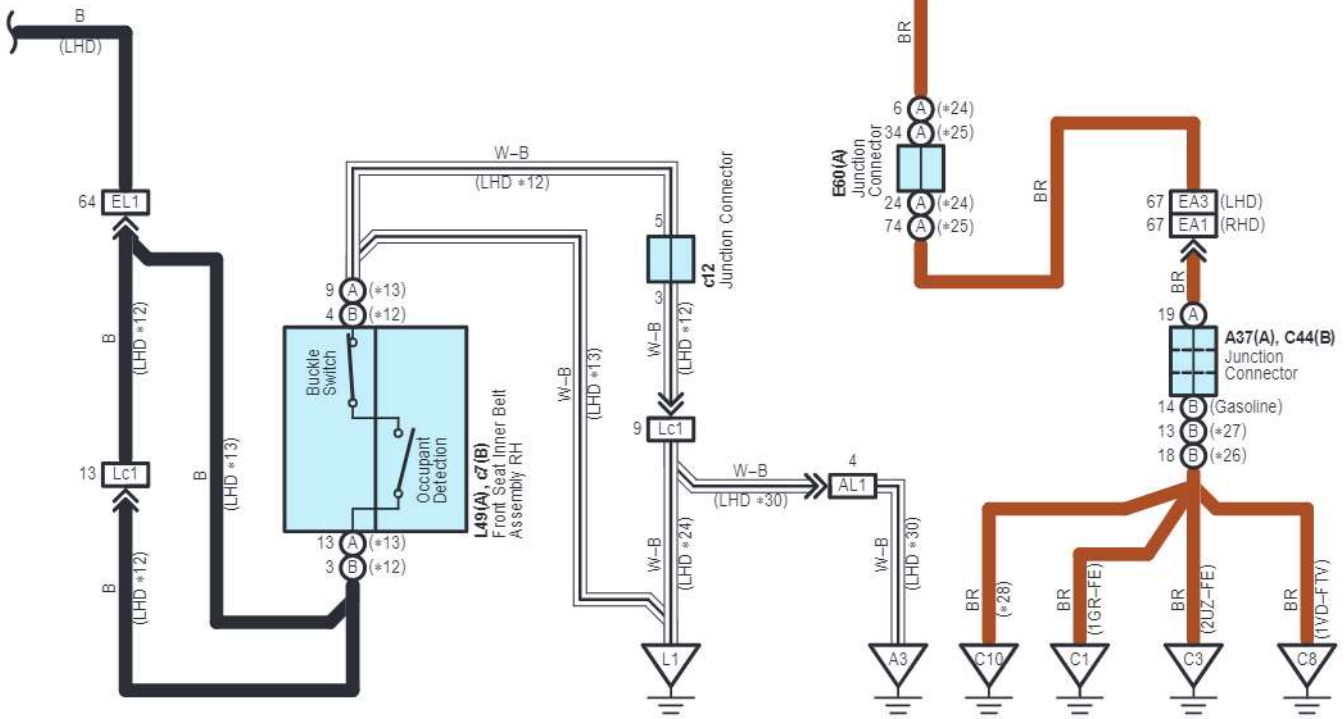 B
(LHD)
64 EL1
B
(LHD *12)
B
(LHD *13)
13 Lc1
B
(LHD *12)
W–B
(LHD *12)
9 A (*13)
4 B (*12)
Buckle
Switch
Occupant
Detection
L49(A), c7(B)
Front Seat Inner Belt
Assembly RH
13 A (*13)
3 B (*12)
W–B
(LHD *13)
5
c12
Junction Connector
3
W–B
(LHD *12)
9 Lc1
W–B
(LHD *30)
4
AL1
W–B
(LHD *24)
W–B
(LHD *30)
L1
A3
BR
6 A (*24)
34 A (*25)
E60(A)
Junction
Connector
24 A (*24)
74 A (*25)
BR
67 EA3 (LHD)
67 EA1 (RHD)
BR
19 A
A37(A), C44(B)
Junction
Connector
14 B (Gasoline)
13 B (*27)
18 B (*26)
BR
(*28)
BR
(1GR–FE)
BR
(2UZ–FE)
BR
(1VD–FTV)
C10
C1
C3
C8